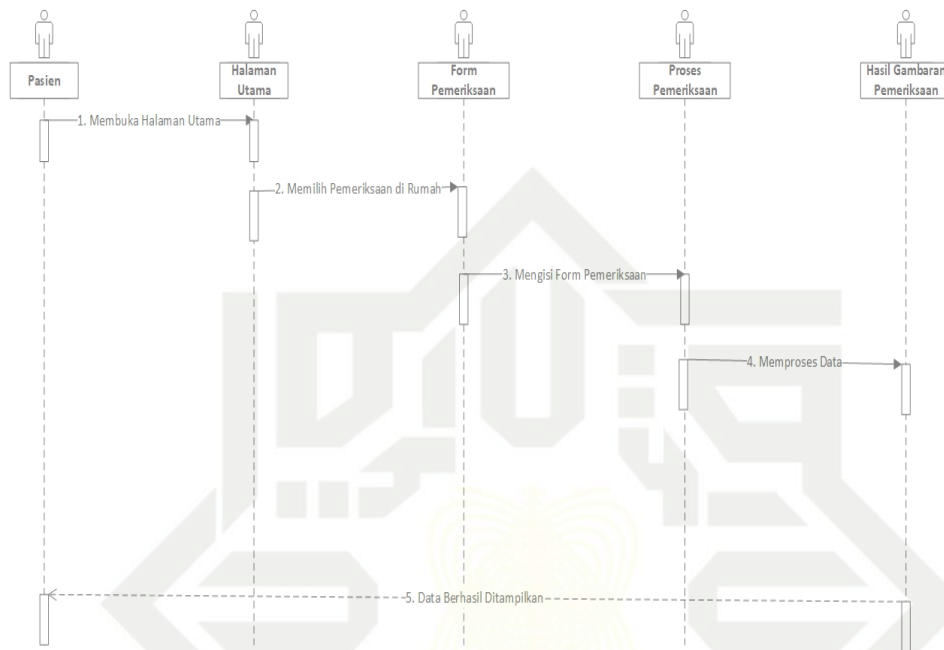 Pasien
Halaman
Utama
Form
Pemeriksaan
Proses
Pemeriksaan
Hasil Gambaran
Pemeriksaan
1. Membuka Halaman Utama
2. Memilih Pemeriksaan di Rumah
3. Mengisi Form Pemeriksaan
4. Memproses Data
5. Data Berhasil Ditampilkan